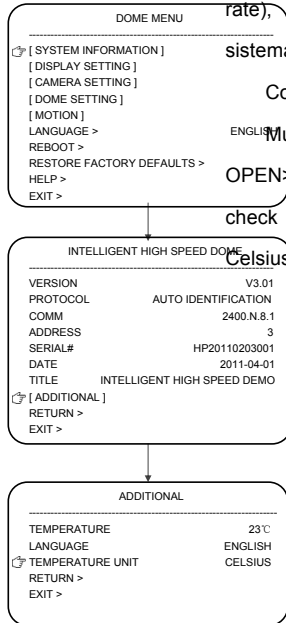 rate),
DOME MENU
[ SYSTEM INFORMATION ]
sistema
[ DISPLAY SETTING ]
[ CAMERA SETTING ]
Co
[ DOME SETTING ]
[ MOTION ]
LANGUAGE > ENGLISH
Mu
REBOOT >
RESTORE FACTORY DEFAULTS >
OPEN>
HELP >
EXIT >
check
INTELLIGENT HIGH SPEED DOME
Celsius
VERSION V3.01
PROTOCOL AUTO IDENTIFICATION
COMM 2400.N.8.1
ADDRESS 3
SERIAL# HP20110203001
DATE 2011-04-01
TITLE INTELLIGENT HIGH SPEED DEMO
[ ADDITIONAL ]
RETURN >
EXIT >
ADDITIONAL
TEMPERATURE 23℃
LANGUAGE ENGLISH
TEMPERATURE UNIT CELSIUS
RETURN >
EXIT >